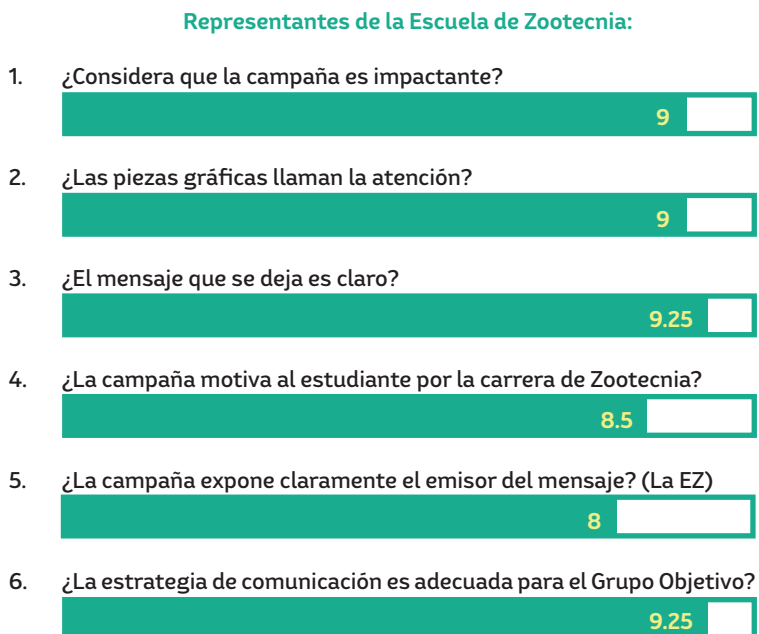 Representantes de la Escuela de Zootecnia:
1. ¿Considera que la campaña es impactante?
9
2. ¿Las piezas gráficas llaman la atención?
9
3. ¿El mensaje que se deja es claro?
9.25
4. ¿La campaña motiva al estudiante por la carrera de Zootecnia?
8.5
5. ¿La campaña expone claramente el emisor del mensaje? (La EZ)
8
6. ¿La estrategia de comunicación es adecuada para el Grupo Objetivo?
9.25